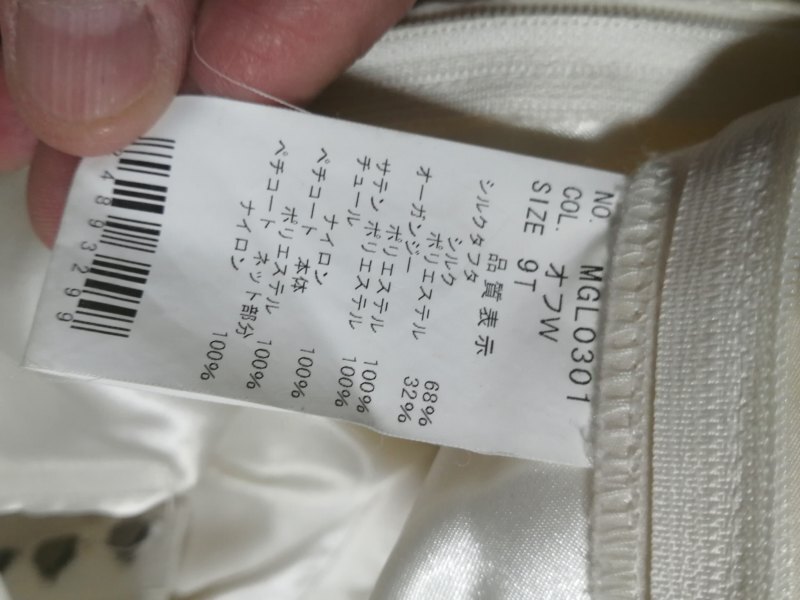 NO. MGL0301
COL. オフW
SIZE 9T
品質表示
シルクタフタ
シルク 68%
ポリエステル 32%
オーガンジー
ポリエステル 100%
サテン ポリエステル 100%
チュール
ナイロン 100%
ペチコート 本体
ポリエステル 100%
ペチコート ネット部分
ナイロン 100%
4893299